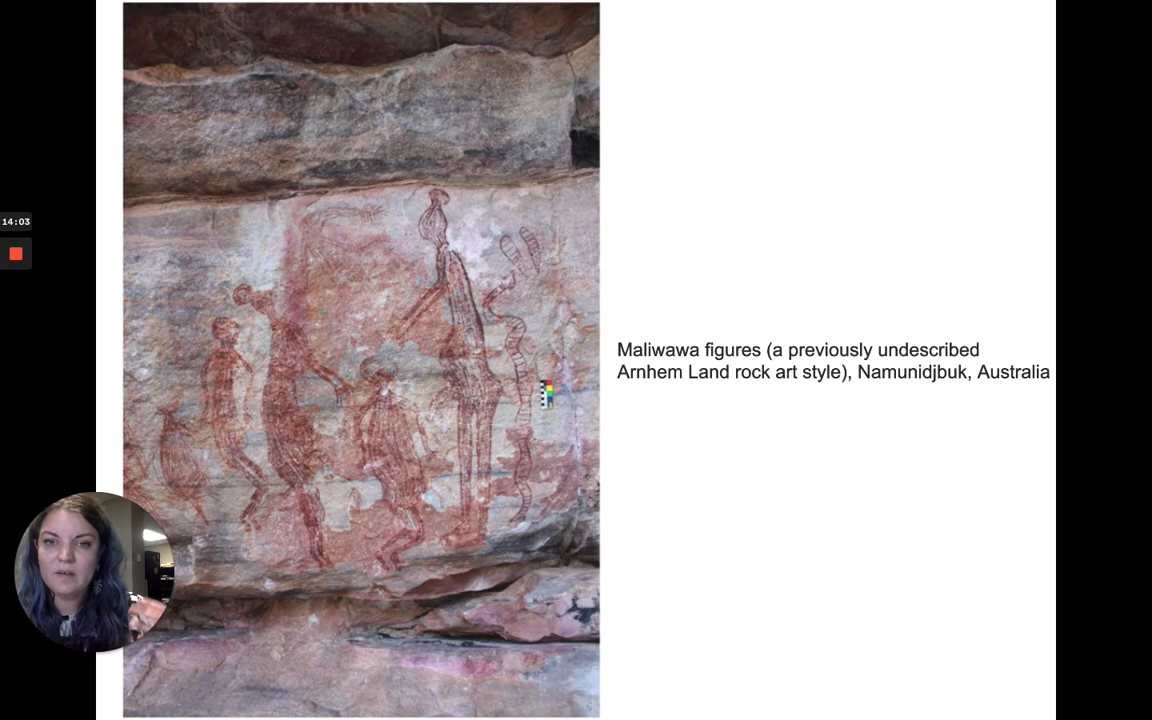 14:03
Maliwawa figures (a previously undescribed
Arnhem Land rock art style), Namunidjbuk, Australia